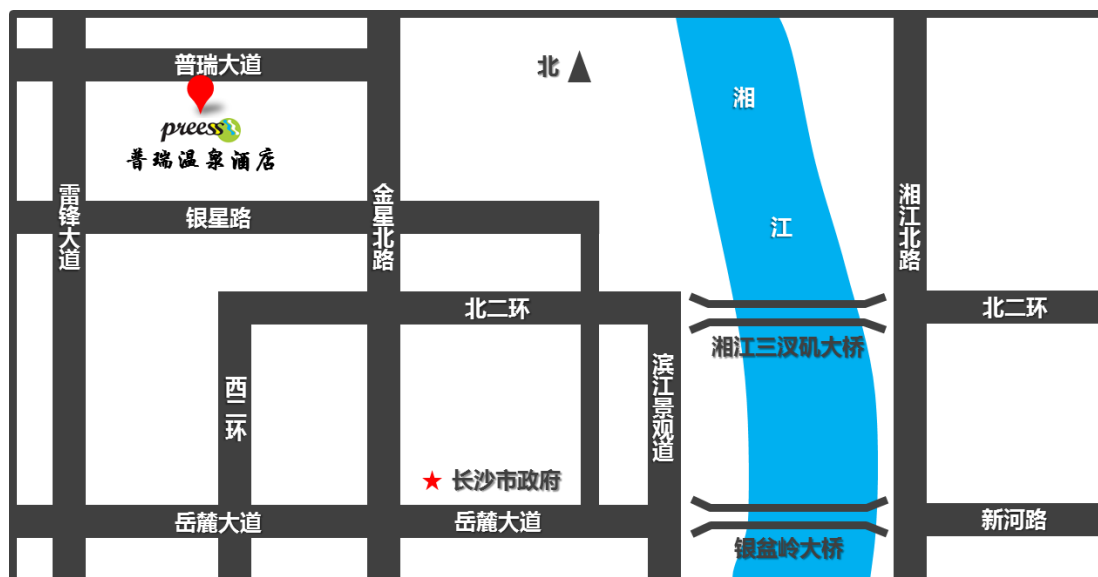 普瑞大道
北
preess
普瑞温泉酒店
湘江
雷锋大道
金星北路
湘江北路
银星路
北二环
北二环
湘江三汊矶大桥
西二环
滨江景观道
长沙市政府
岳麓大道
岳麓大道
新河路
银盆岭大桥